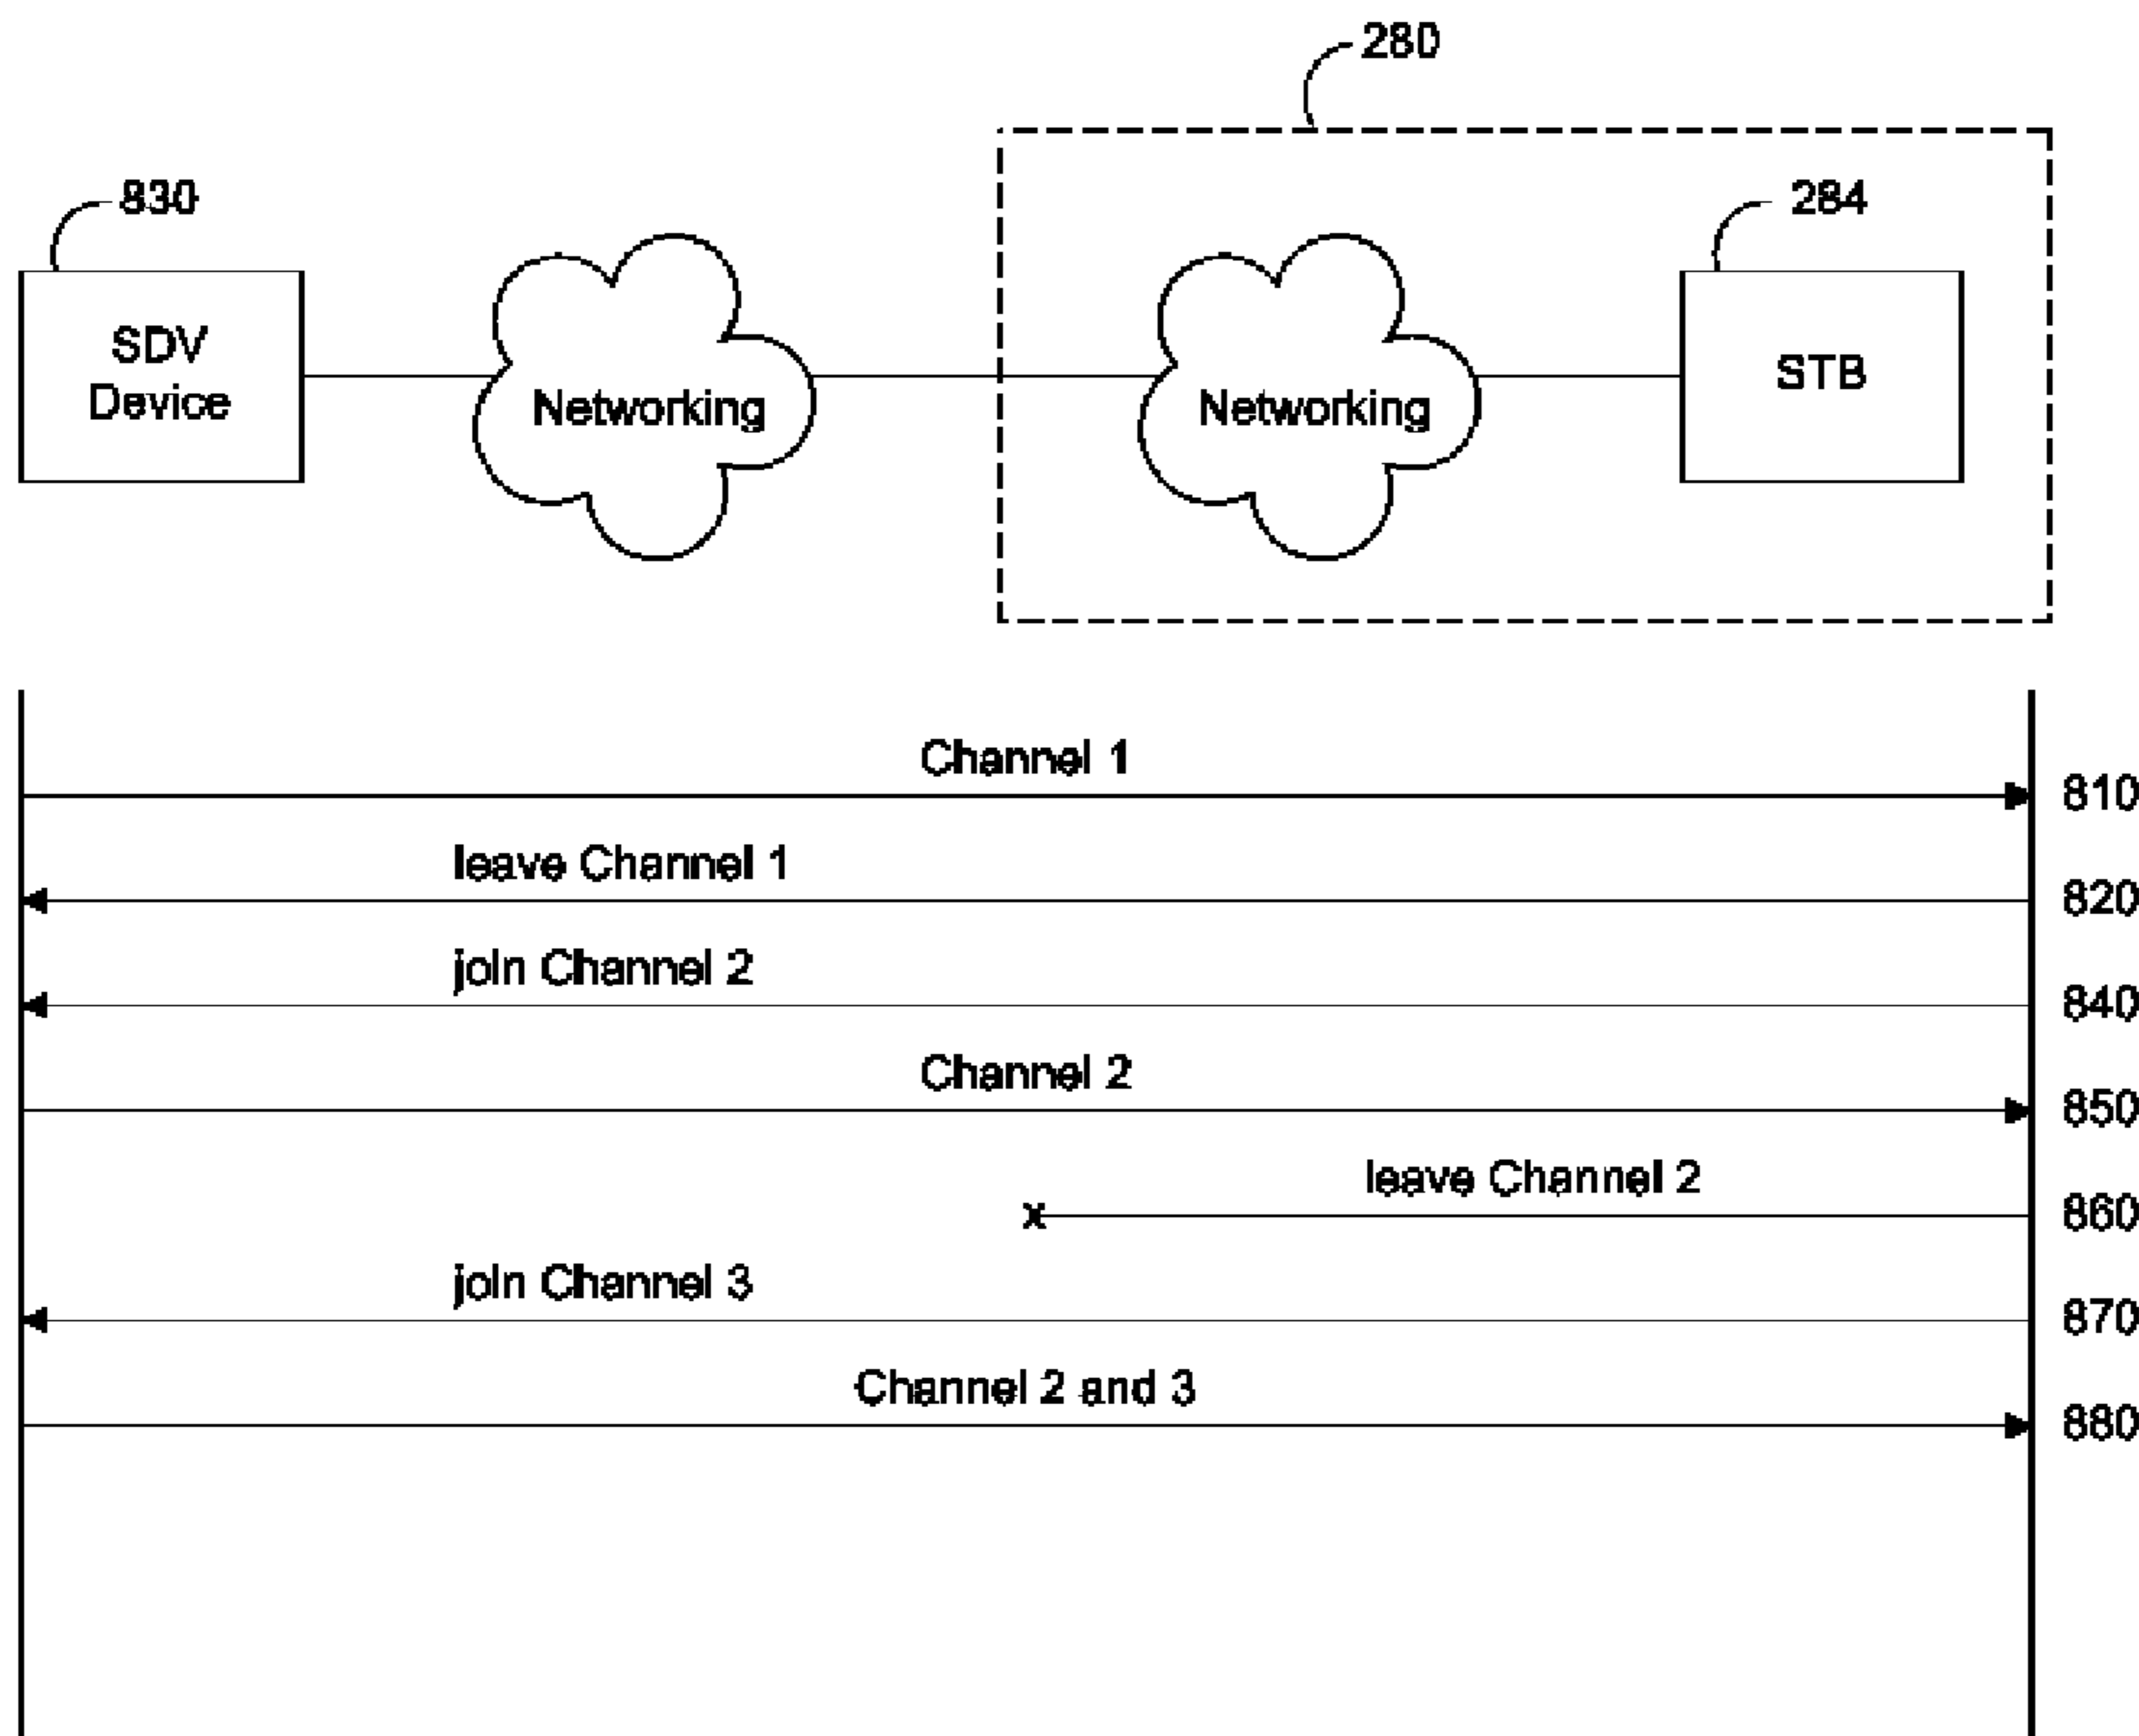 280
830
284
SDV
Device
Networking
Networking
STB
Channel 1
810
leave Channel 1
820
join Channel 2
840
Channel 2
850
leave Channel 2
860
join Channel 3
870
Channel 2 and 3
880